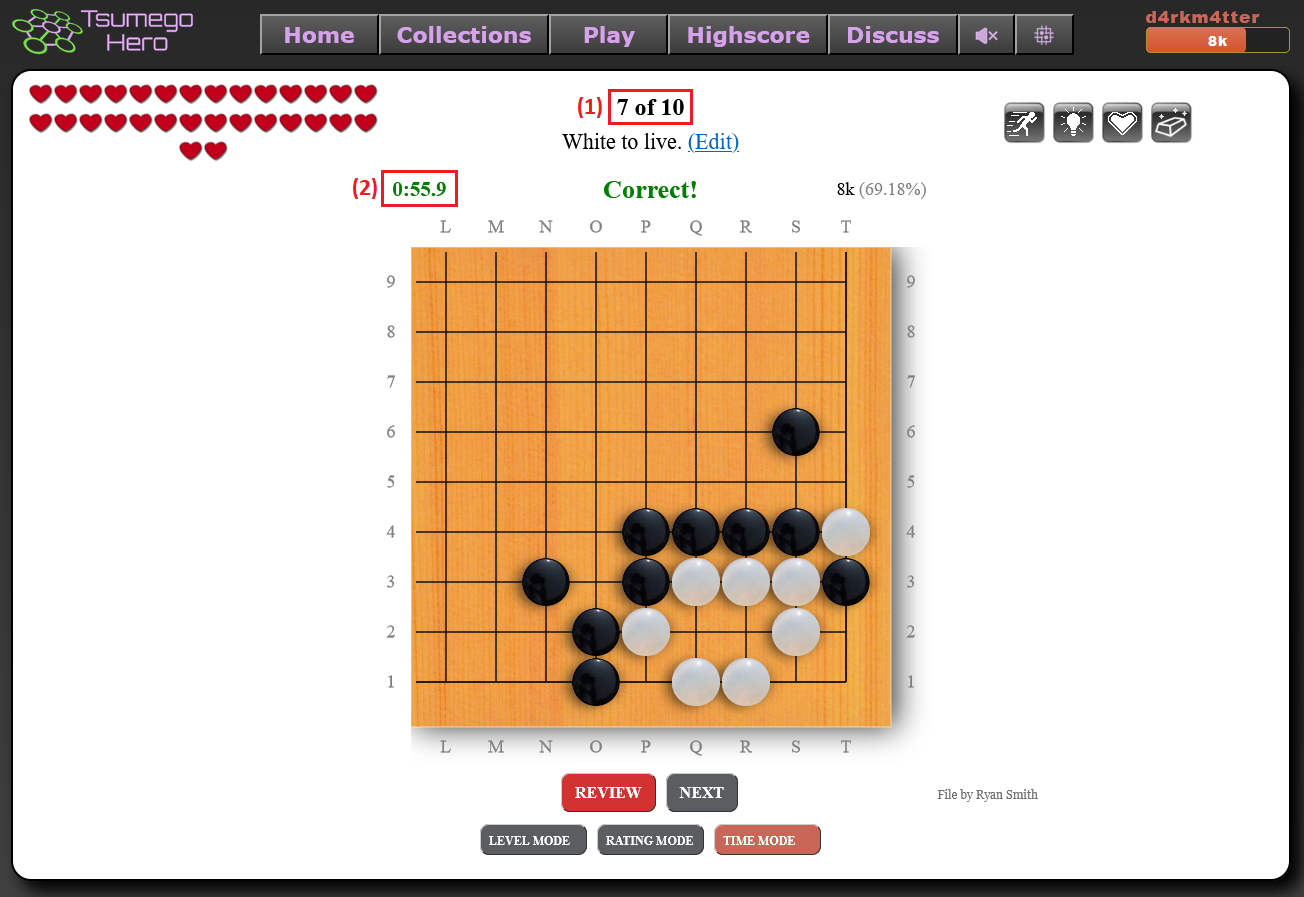 Tsumego
Hero
Home
Collections
Play
Highscore
Discuss
d4rkm4tter
8k
(1) 7 of 10
White to live. (Edit)
(2) 0:55.9
Correct!
8k (69.18%)
L M N O P Q R S T
9 9
8 8
7 7
6 6
5 5
4 4
3 3
2 2
1 1
L M N O P Q R S T
REVIEW
NEXT
File by Ryan Smith
LEVEL MODE
RATING MODE
TIME MODE